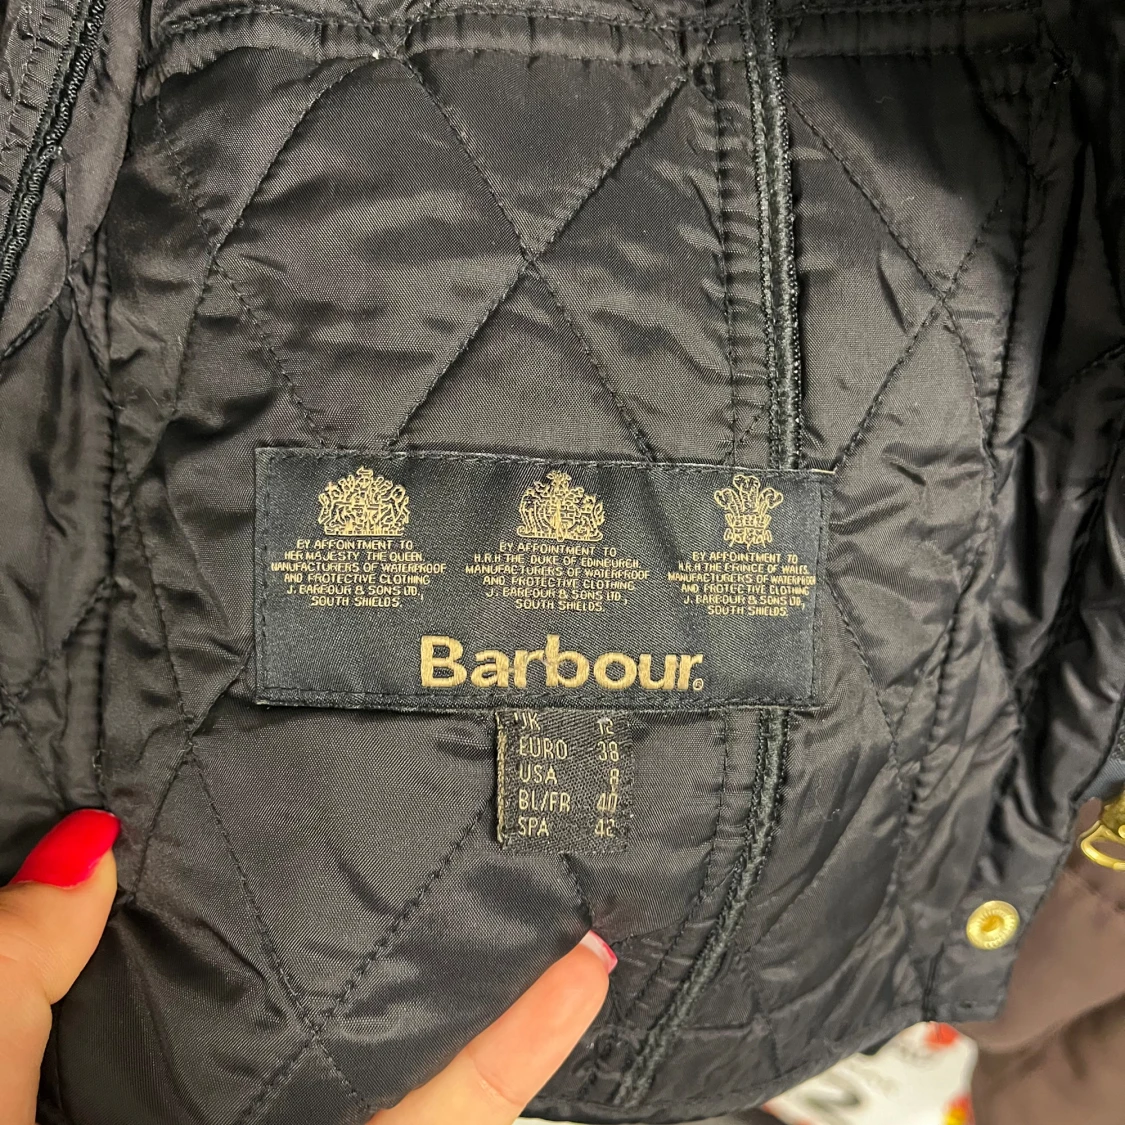 BY APPOINTMENT TO
HER MAJESTY THE QUEEN,
MANUFACTURERS OF WATERPROOF
AND PROTECTIVE CLOTHING
J. BARBOUR & SONS LTD.,
SOUTH SHIELDS.
BY APPOINTMENT TO
H.R.H THE DUKE OF EDINBURGH,
MANUFACTURERS OF WATERPROOF
AND PROTECTIVE CLOTHING
J. BARBOUR & SONS LTD.,
SOUTH SHIELDS.
BY APPOINTMENT TO
H.R.H THE PRINCE OF WALES,
MANUFACTURERS OF WATERPROOF
AND PROTECTIVE CLOTHING
J. BARBOUR & SONS LTD.,
SOUTH SHIELDS.
Barbour®
UK 12
EURO 38
USA 8
BL/FR 40
SPA 42